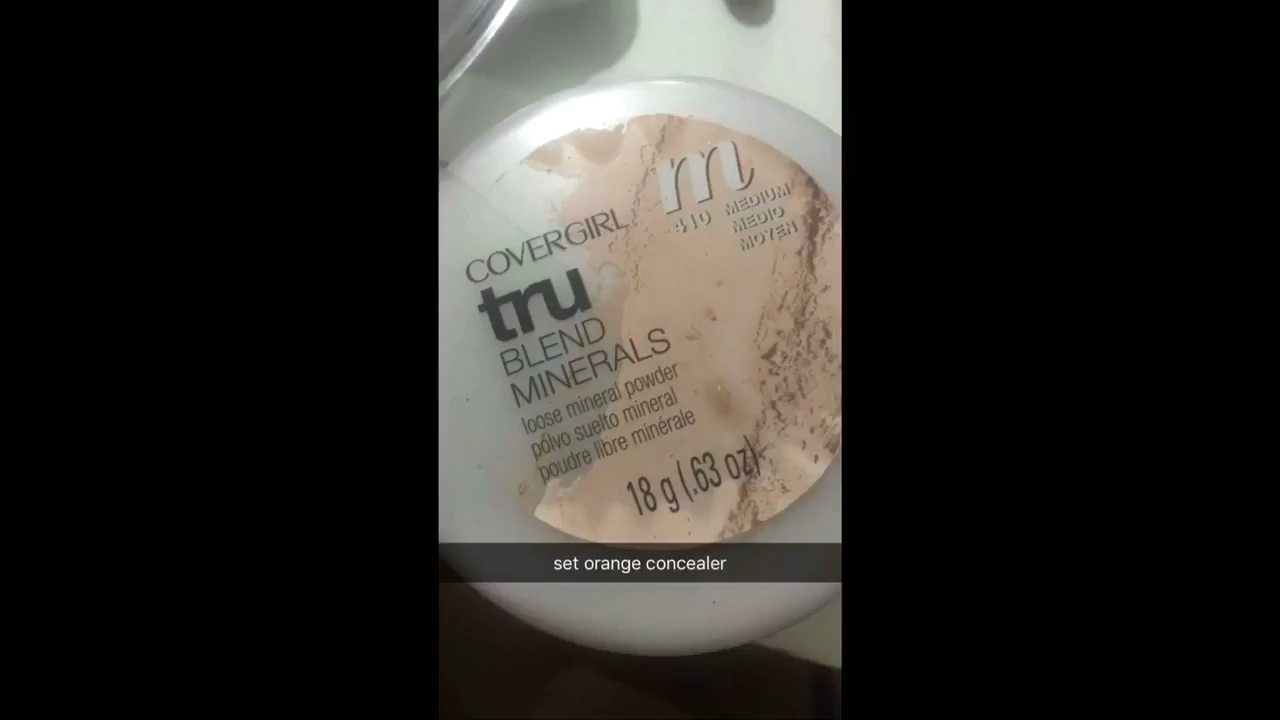 m
410 MEDIUM
MEDIO
MOYEN
COVERGIRL
tru
BLEND
MINERALS
loose mineral powder
polvo suelto mineral
poudre libre minérale
18 g (.63 oz)
set orange concealer